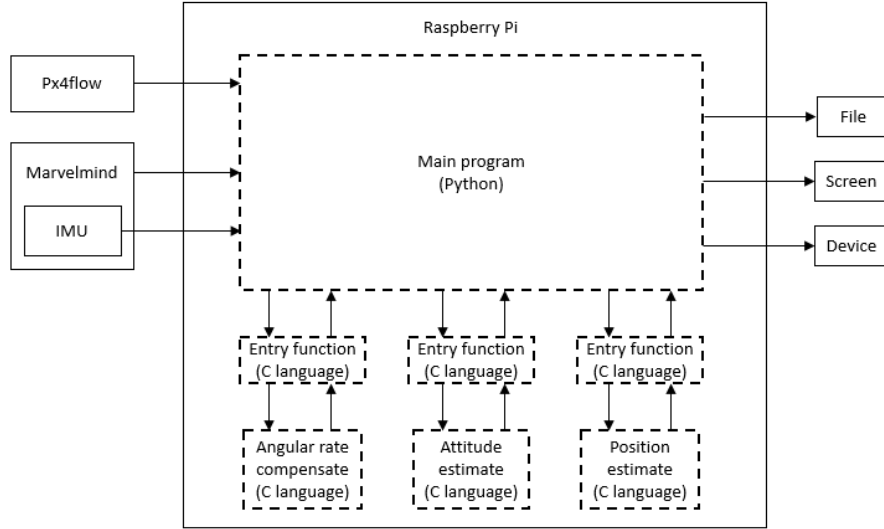 Raspberry Pi
Px4flow
Marvelmind
IMU
Main program
(Python)
File
Screen
Device
Entry function
(C language)
Entry function
(C language)
Entry function
(C language)
Angular rate
compensate
(C language)
Attitude
estimate
(C language)
Position
estimate
(C language)